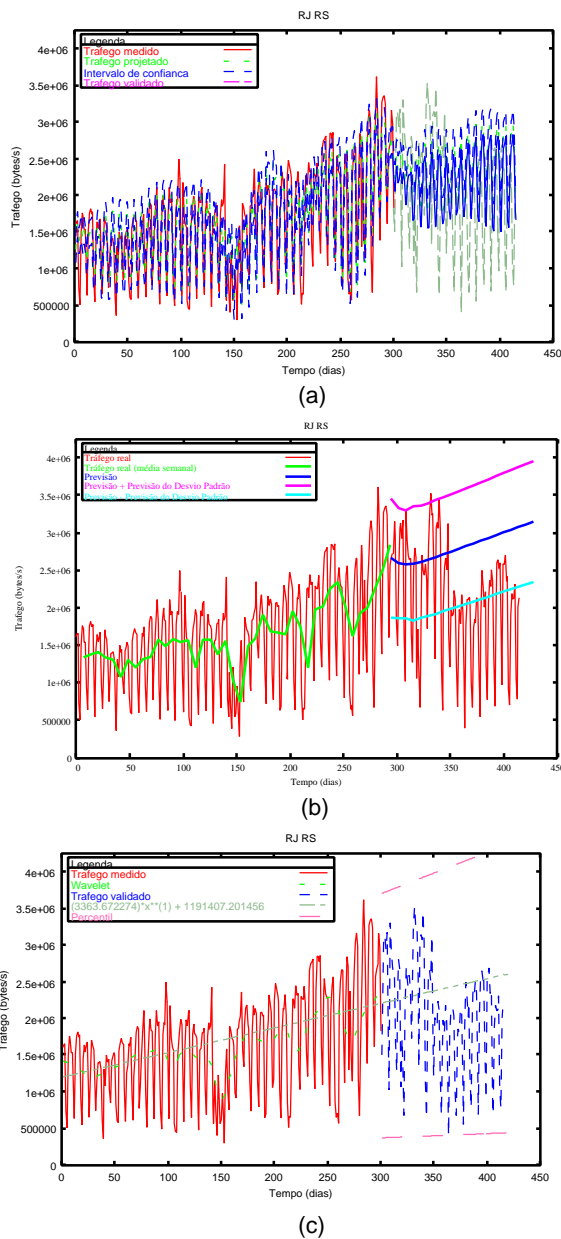 RJ RS
Legenda
Trafego medido
Trafego projetado
Intervalo de confianca
Trafego validado
Trafego (bytes/s)
4e+06
3.5e+06
3e+06
2.5e+06
2e+06
1.5e+06
1e+06
500000
0
0 50 100 150 200 250 300 350 400 450
Tempo (dias)
(a)
RJ RS
Legenda
Tráfego real
Tráfego real (média semanal)
Previsão
Previsão + Previsão do Desvio Padrão
Previsão - Previsão do Desvio Padrão
Trafego (bytes/s)
4e+06
3.5e+06
3e+06
2.5e+06
2e+06
1.5e+06
1e+06
500000
0
0 50 100 150 200 250 300 350 400 450
Tempo (dias)
(b)
RJ RS
Legenda
Trafego medido
Wavelet
Trafego validado
(3363.672274)*x**(1) + 1191407.201456
Percentil
Trafego (bytes/s)
4e+06
3.5e+06
3e+06
2.5e+06
2e+06
1.5e+06
1e+06
500000
0
0 50 100 150 200 250 300 350 400 450
Tempo (dias)
(c)